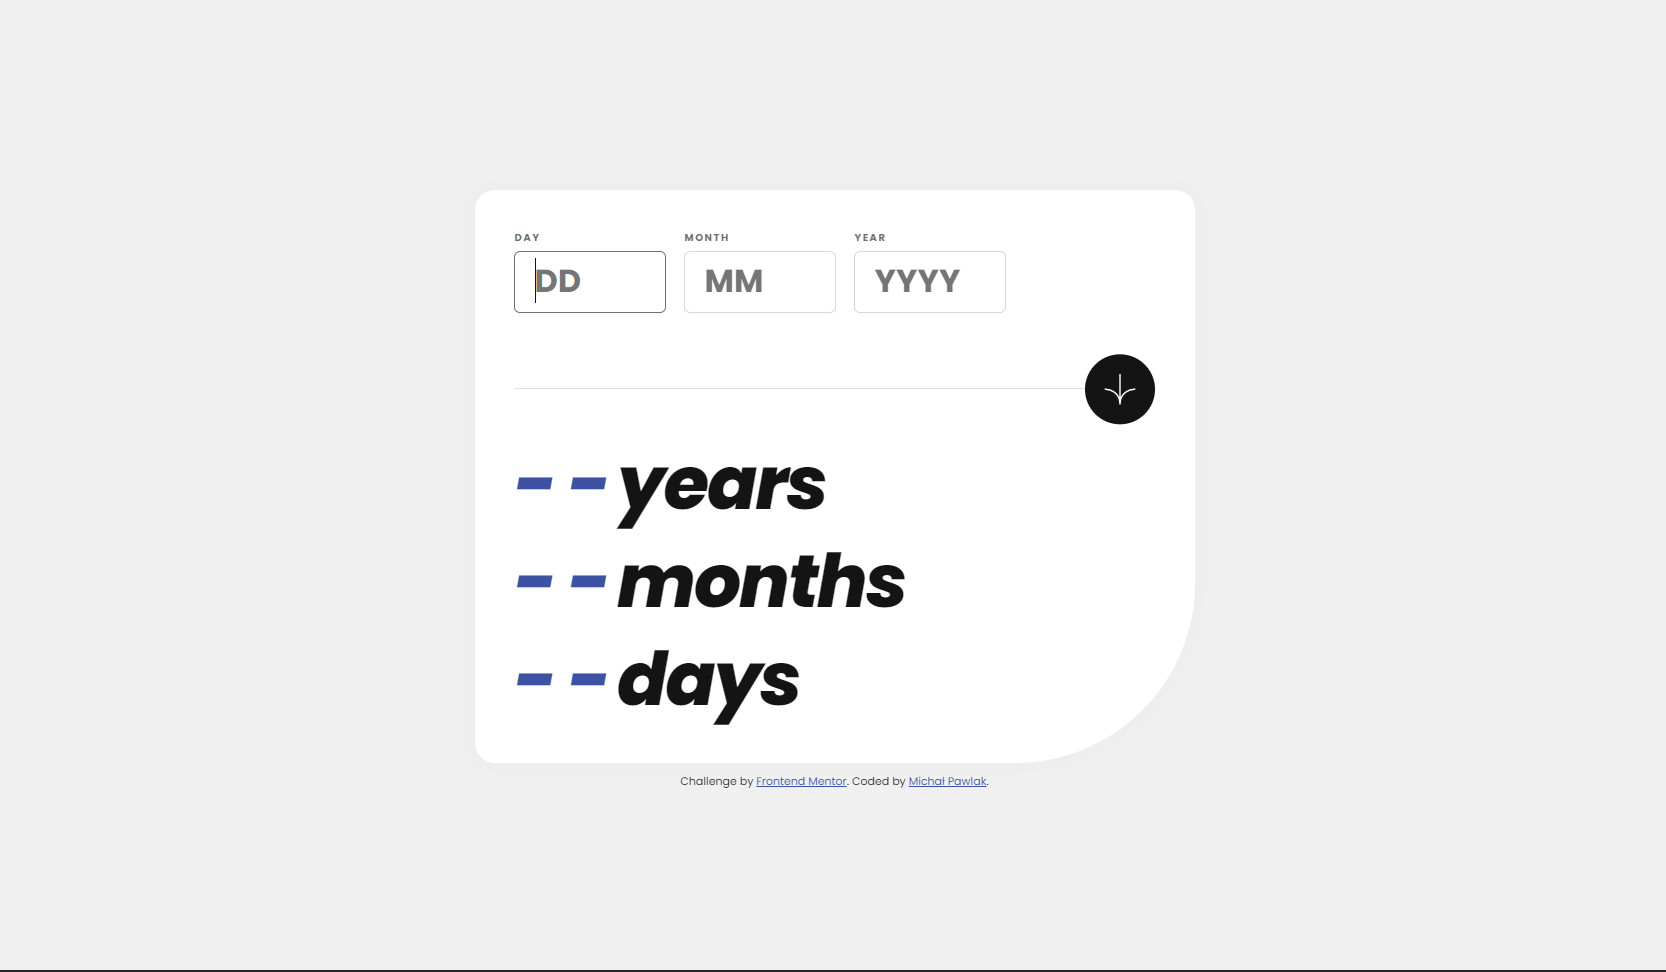 DAY MONTH YEAR
DD MM YYYY
- - years
- - months
- - days
Challenge by Frontend Mentor. Coded by Michał Pawlak.